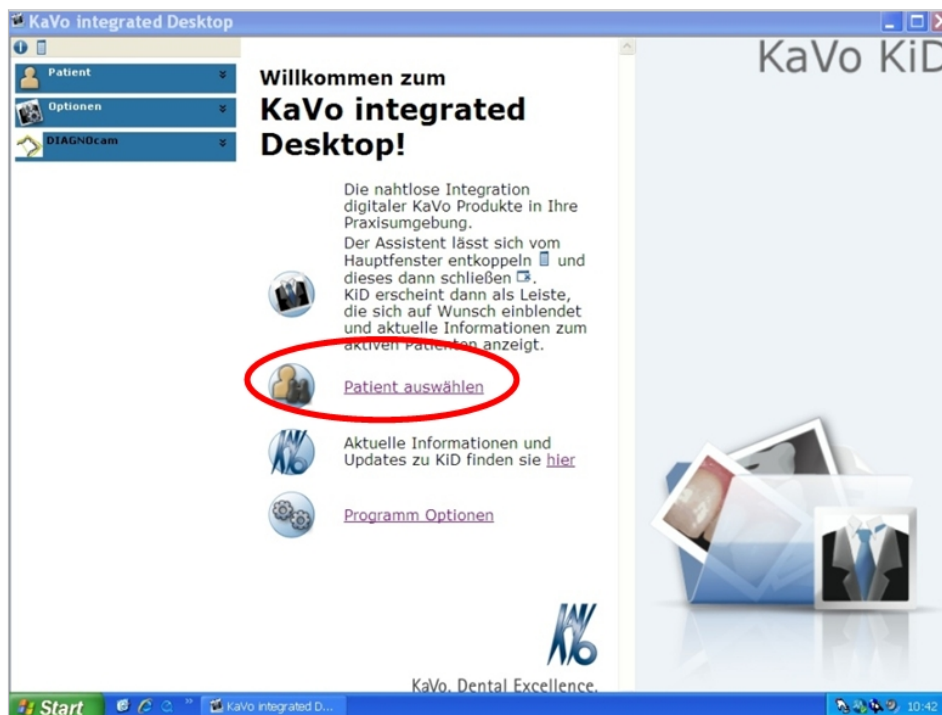 KaVo integrated Desktop
KaVo KiD
Patient
Optionen
DIAGNOcam
Willkommen zum
KaVo integrated
Desktop!
Die nahtlose Integration
digitaler KaVo Produkte in Ihre
Praxisumgebung.
Der Assistent lässt sich vom
Hauptfenster entkoppeln und
dieses dann schließen .
KiD erscheint dann als Leiste,
die sich auf Wunsch einblendet
und aktuelle Informationen zum
aktiven Patienten anzeigt.
Patient auswählen
Aktuelle Informationen und
Updates zu KiD finden sie hier
Programm Optionen
KaVo. Dental Excellence.
Start
KaVo integrated D...
10:42